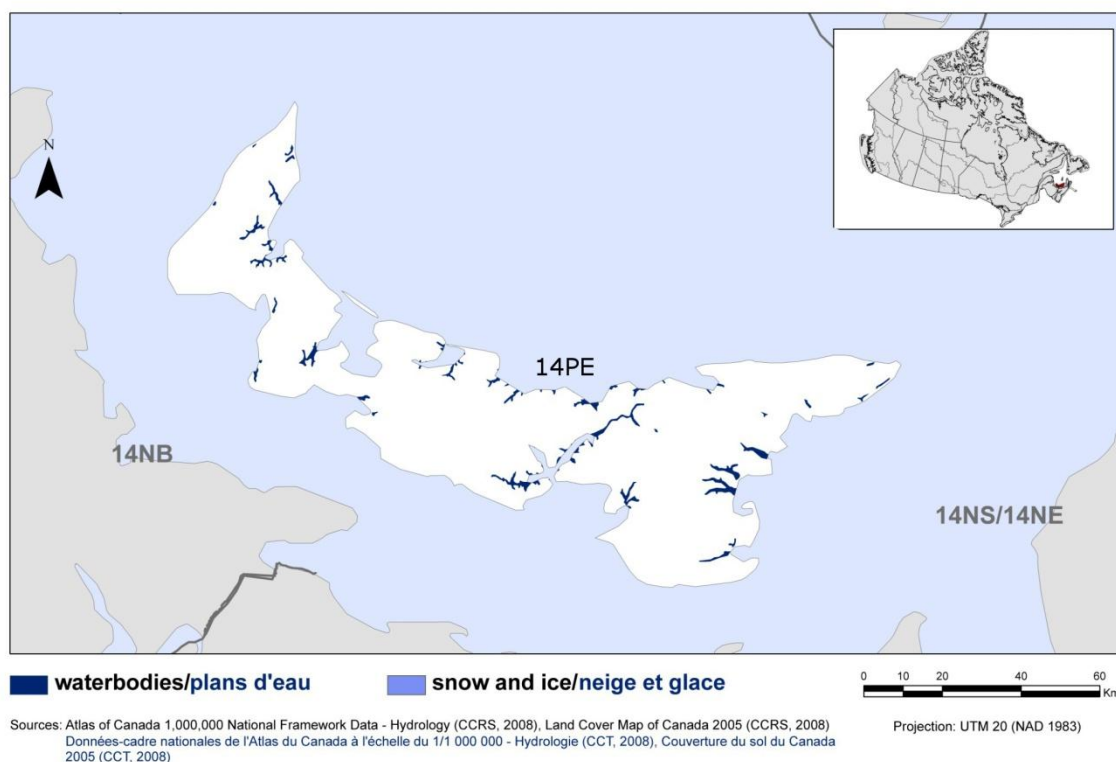 N
14PE
14NB
14NS/14NE
waterbodies/plans d'eau
snow and ice/neige et glace
0 10 20 40 60
Km
Sources: Atlas of Canada 1,000,000 National Framework Data - Hydrology (CCRS, 2008), Land Cover Map of Canada 2005 (CCRS, 2008)
Données-cadre nationales de l'Atlas du Canada à l'échelle du 1/1 000 000 - Hydrologie (CCT, 2008), Couverture du sol du Canada
2005 (CCT, 2008)
Projection: UTM 20 (NAD 1983)